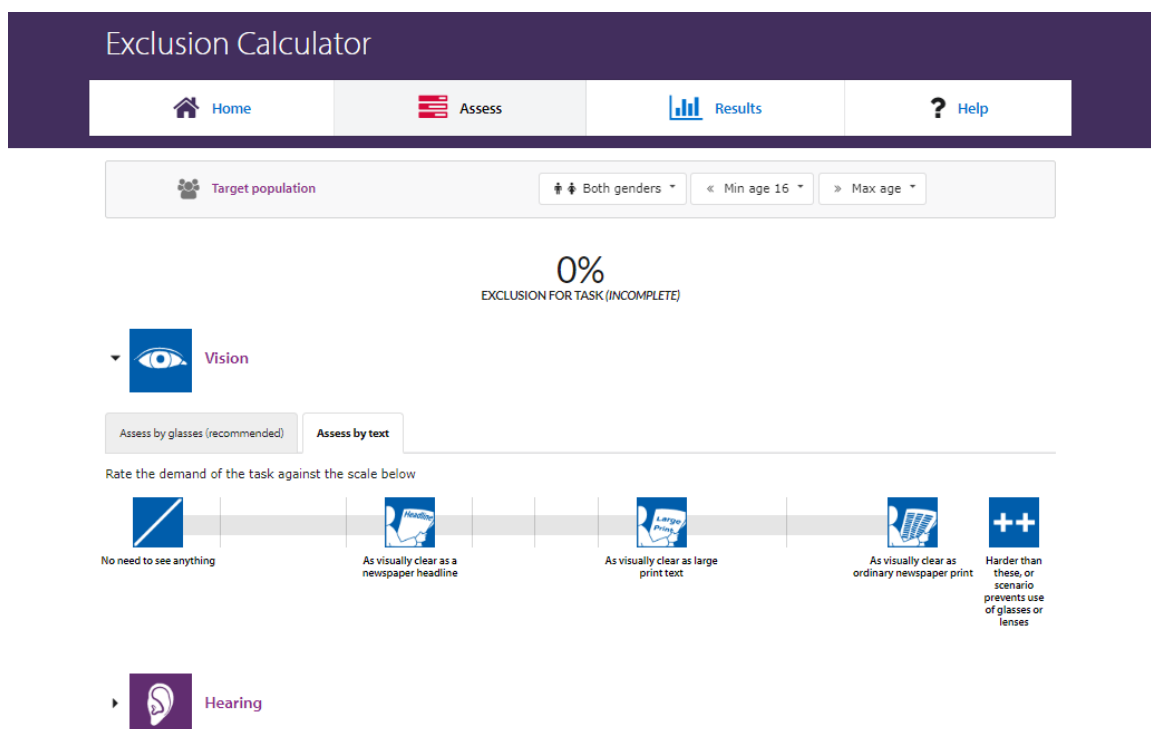 Exclusion Calculator
Home
Assess
Results
? Help
Target population
Both genders
« Min age 16
» Max age
0%
EXCLUSION FOR TASK (INCOMPLETE)
Vision
Assess by glasses (recommended)
Assess by text
Rate the demand of the task against the scale below
Headline
Large
Print
++
No need to see anything
As visually clear as a
newspaper headline
As visually clear as large
print text
As visually clear as
ordinary newspaper print
Harder than
these, or
scenario
prevents use
of glasses or
lenses
Hearing